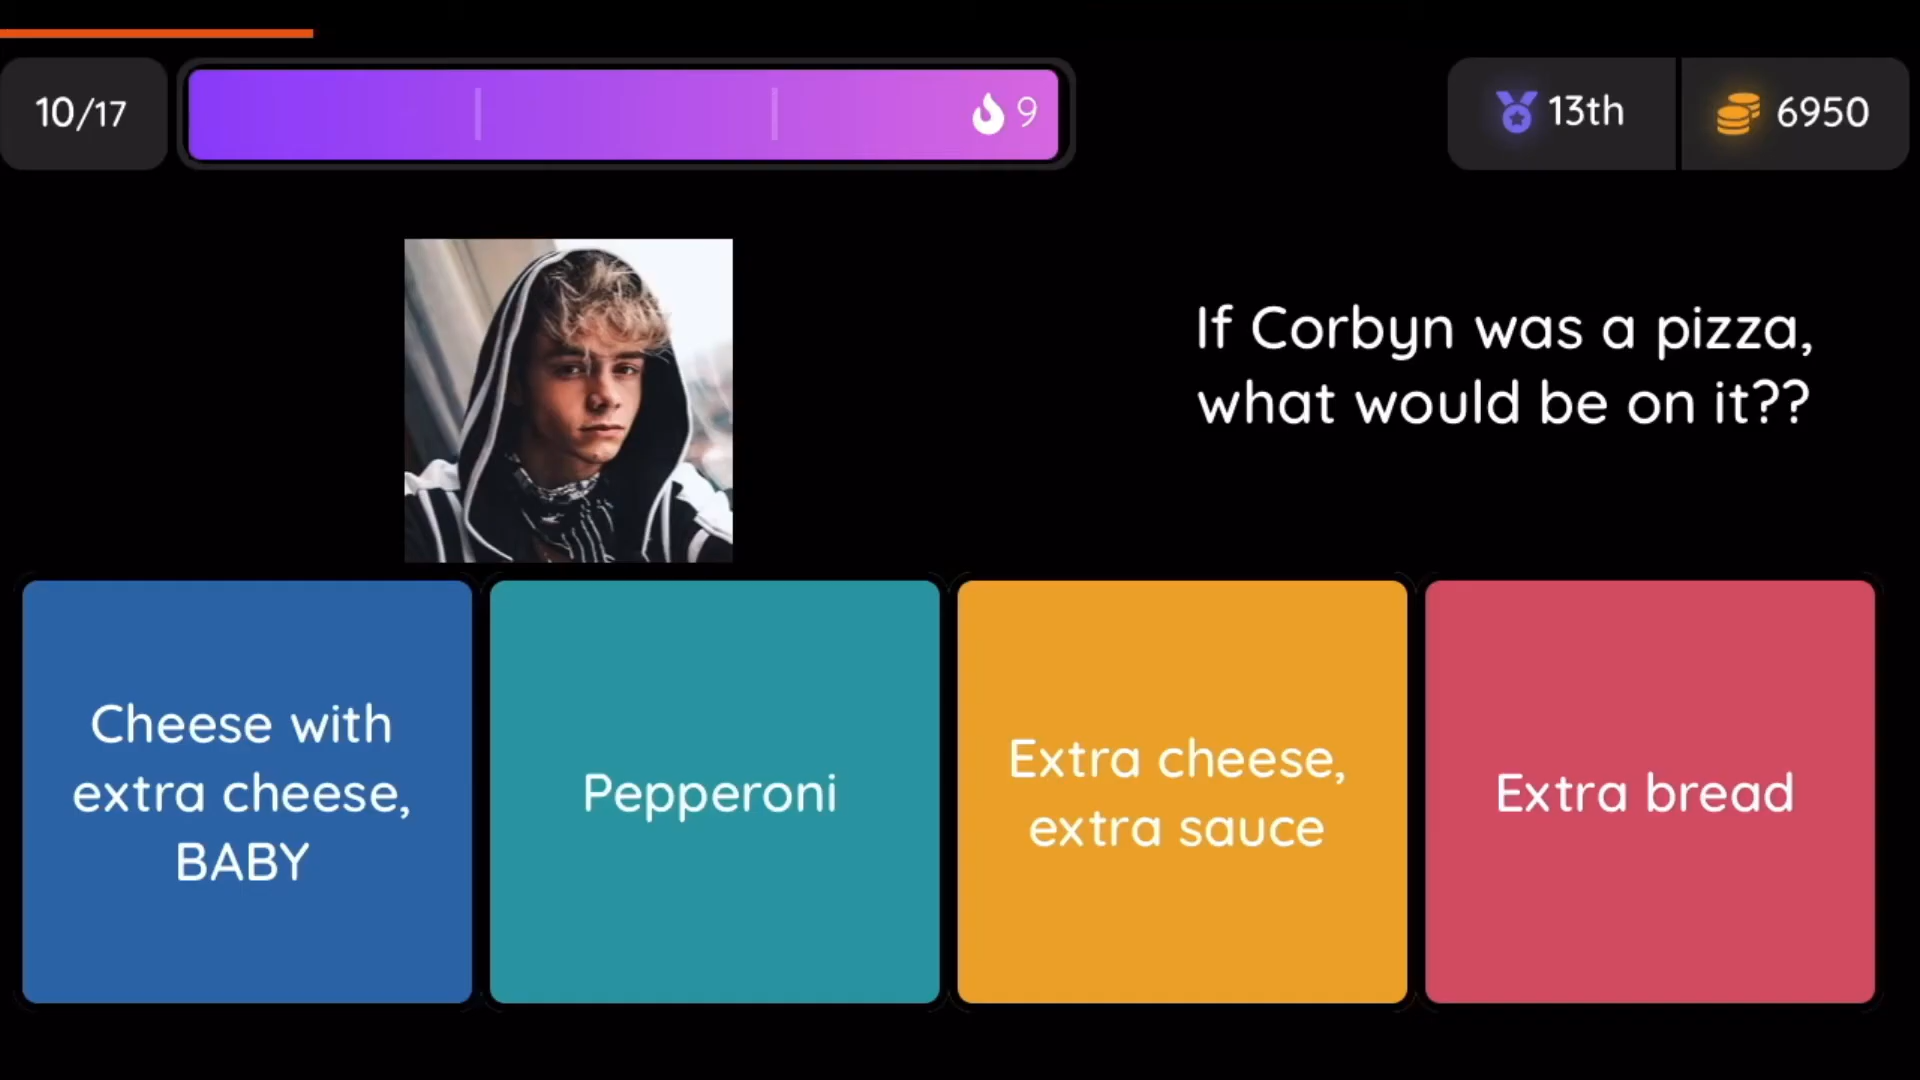 10/17
9
13th
6950
If Corbyn was a pizza,
what would be on it??
Cheese with
extra cheese,
BABY
Pepperoni
Extra cheese,
extra sauce
Extra bread